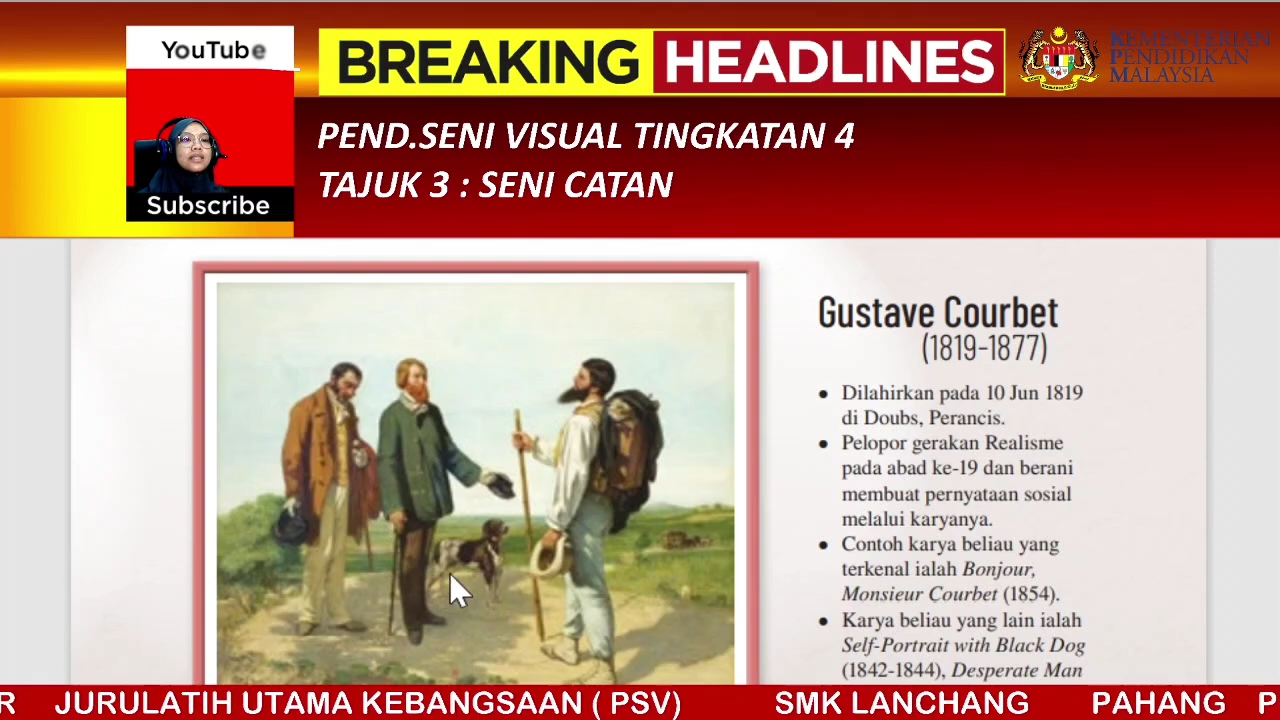 YouTube
Subscribe
BREAKING HEADLINES
KEMENTERIAN
PENDIDIKAN
MALAYSIA
PEND.SENI VISUAL TINGKATAN 4
TAJUK 3 : SENI CATAN
Gustave Courbet
(1819-1877)
• Dilahirkan pada 10 Jun 1819
di Doubs, Perancis.
• Pelopor gerakan Realisme
pada abad ke-19 dan berani
membuat pernyataan sosial
melalui karyanya.
• Contoh karya beliau yang
terkenal ialah Bonjour,
Monsieur Courbet (1854).
• Karya beliau yang lain ialah
Self-Portrait with Black Dog
(1842-1844), Desperate Man
R JURULATIH UTAMA KEBANGSAAN ( PSV) SMK LANCHANG PAHANG P